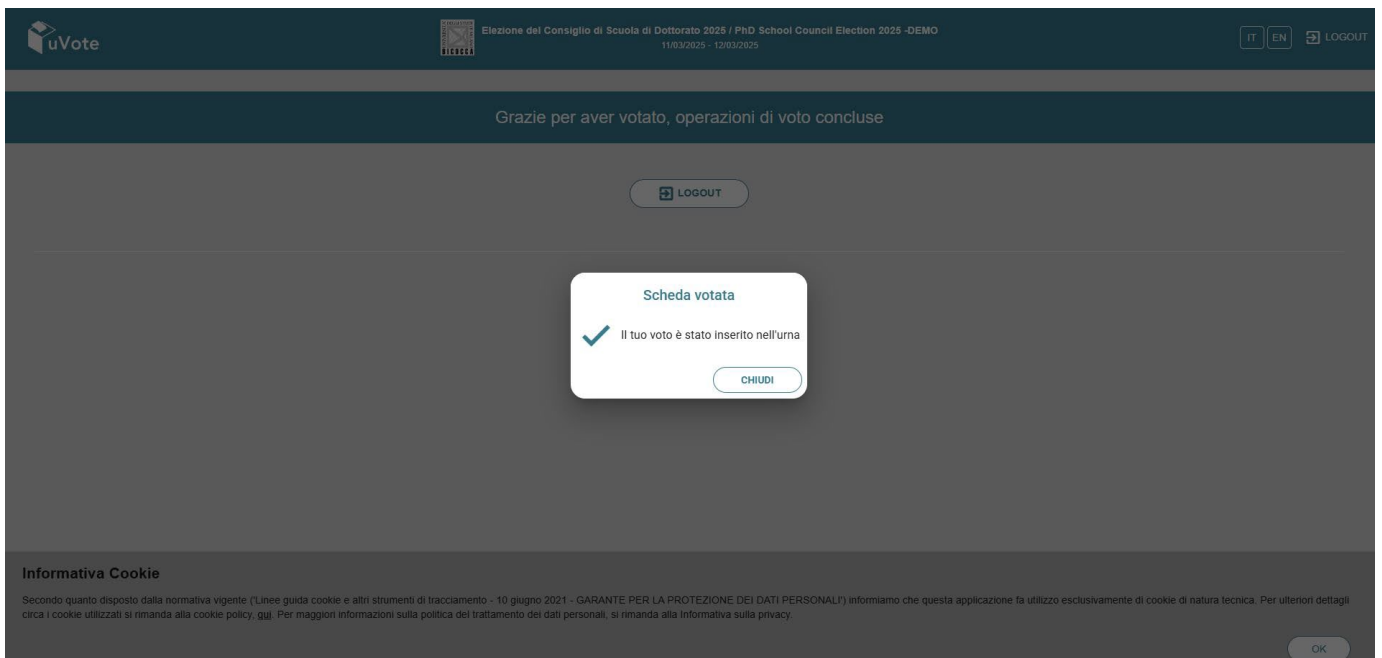 uVote
BICOCCA
Elezione del Consiglio di Scuola di Dottorato 2025 / PhD School Council Election 2025 -DEMO
11/03/2025 - 12/03/2025
IT EN LOGOUT
Grazie per aver votato, operazioni di voto concluse
LOGOUT
Scheda votata
Il tuo voto è stato inserito nell'urna
CHIUDI
Informativa Cookie
Secondo quanto disposto dalla normativa vigente ('Linee guida cookie e altri strumenti di tracciamento - 10 giugno 2021 - GARANTE PER LA PROTEZIONE DEI DATI PERSONALI') informiamo che questa applicazione fa utilizzo esclusivamente di cookie di natura tecnica. Per ulteriori dettagli
circa i cookie utilizzati si rimanda alla cookie policy, qui. Per maggiori informazioni sulla politica del trattamento dei dati personali, si rimanda alla Informativa sulla privacy.
OK